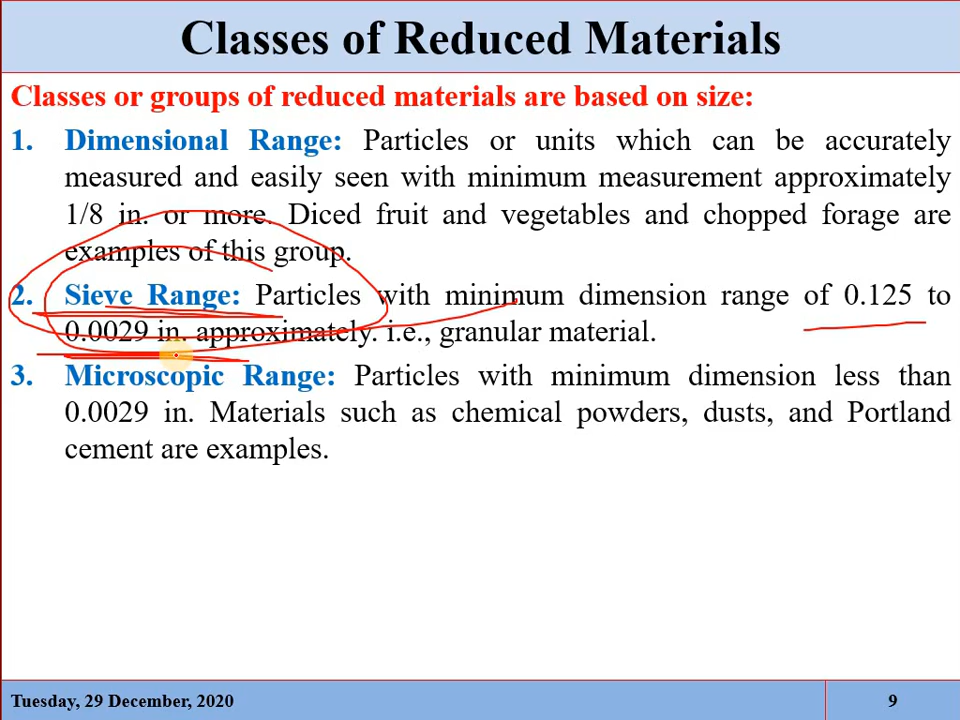 Classes of Reduced Materials
Classes or groups of reduced materials are based on size:
1. Dimensional Range: Particles or units which can be accurately
measured and easily seen with minimum measurement approximately
1/8 in. or more. Diced fruit and vegetables and chopped forage are
examples of this group.
2. Sieve Range: Particles with minimum dimension range of 0.125 to
0.0029 in. approximately. i.e., granular material.
3. Microscopic Range: Particles with minimum dimension less than
0.0029 in. Materials such as chemical powders, dusts, and Portland
cement are examples.
Tuesday, 29 December, 2020 9